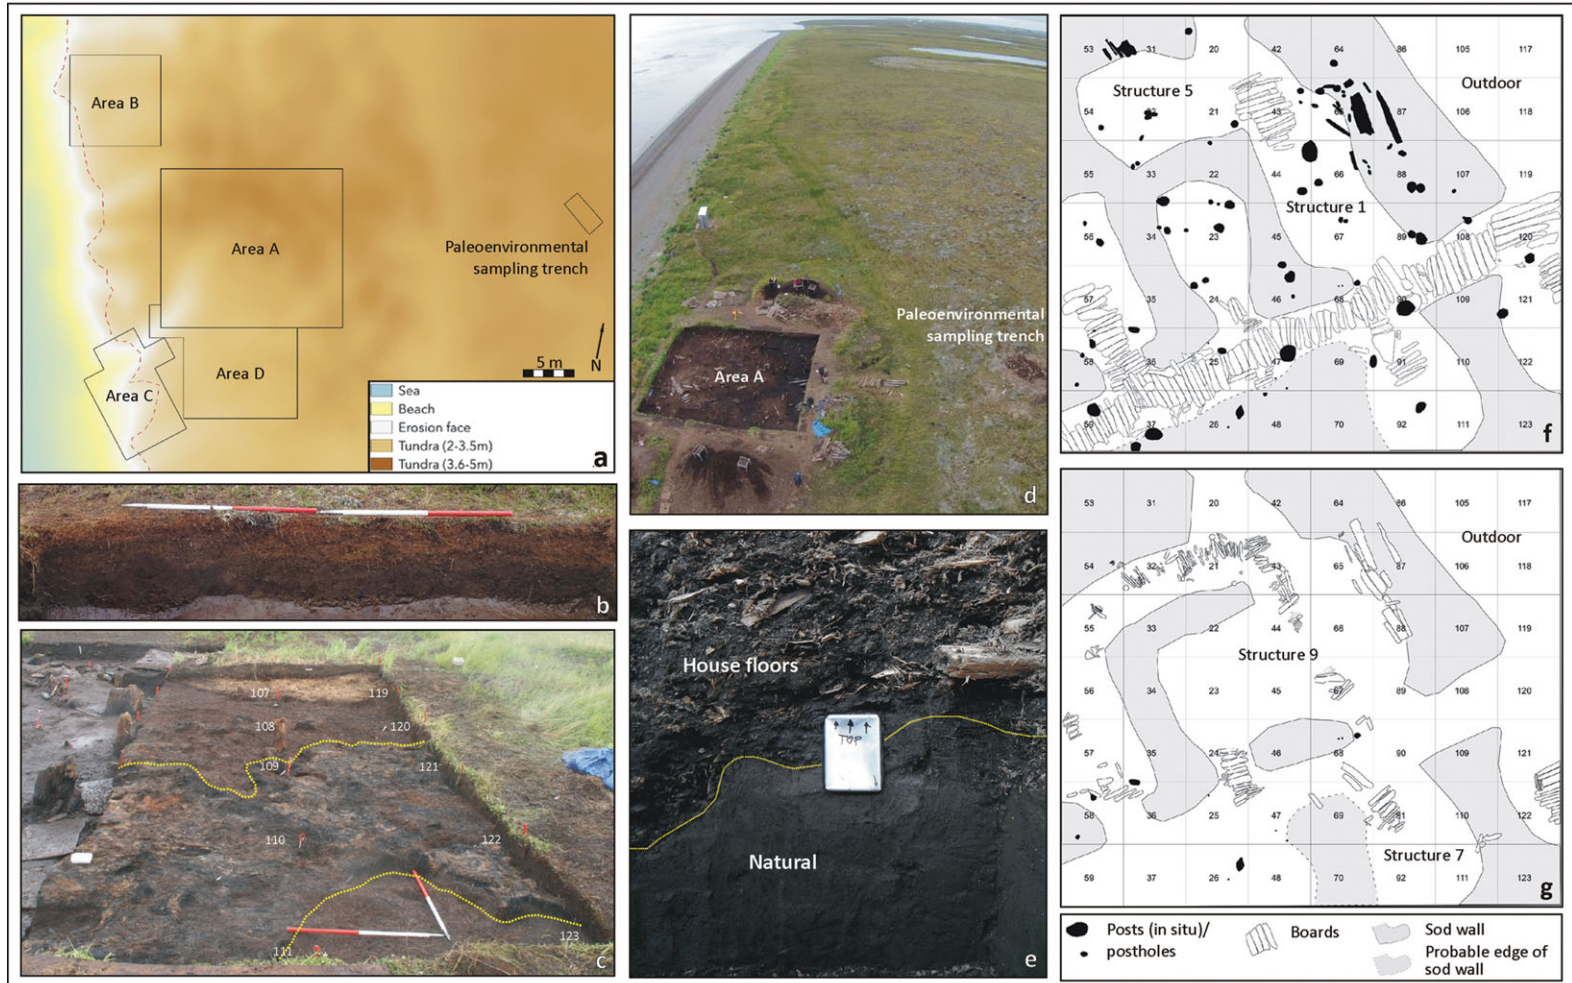 Area B
Area A
Paleoenvironmental
sampling trench
Area D
Area C
5 m
N
Sea
Beach
Erosion face
Tundra (2-3.5m)
Tundra (3.6-5m)
a
b
107
119
108
120
109
121
110
122
111
123
c
Paleoenvironmental
sampling trench
Area A
d
House floors
TOP
Natural
e
53 31 20 42 64 86 105 117
Structure 5
Outdoor
54 32 21 43 65 87 106 118
55 33 22 44 66 88 107 119
Structure 1
56 34 23 45 67 89 108 120
57 35 24 46 68 90 109 121
58 36 25 47 69 91 110 122
59 37 26 48 70 92 111 123
f
53 31 20 42 64 86 105 117
Outdoor
54 32 21 43 65 87 106 118
55 33 22 44 66 88 107 119
Structure 9
56 34 23 45 67 89 108 120
57 35 24 46 68 90 109 121
58 36 25 47 69 91 110 122
Structure 7
59 37 26 48 70 92 111 123
g
Posts (in situ)/
postholes
Boards
Sod wall
Probable edge of
sod wall